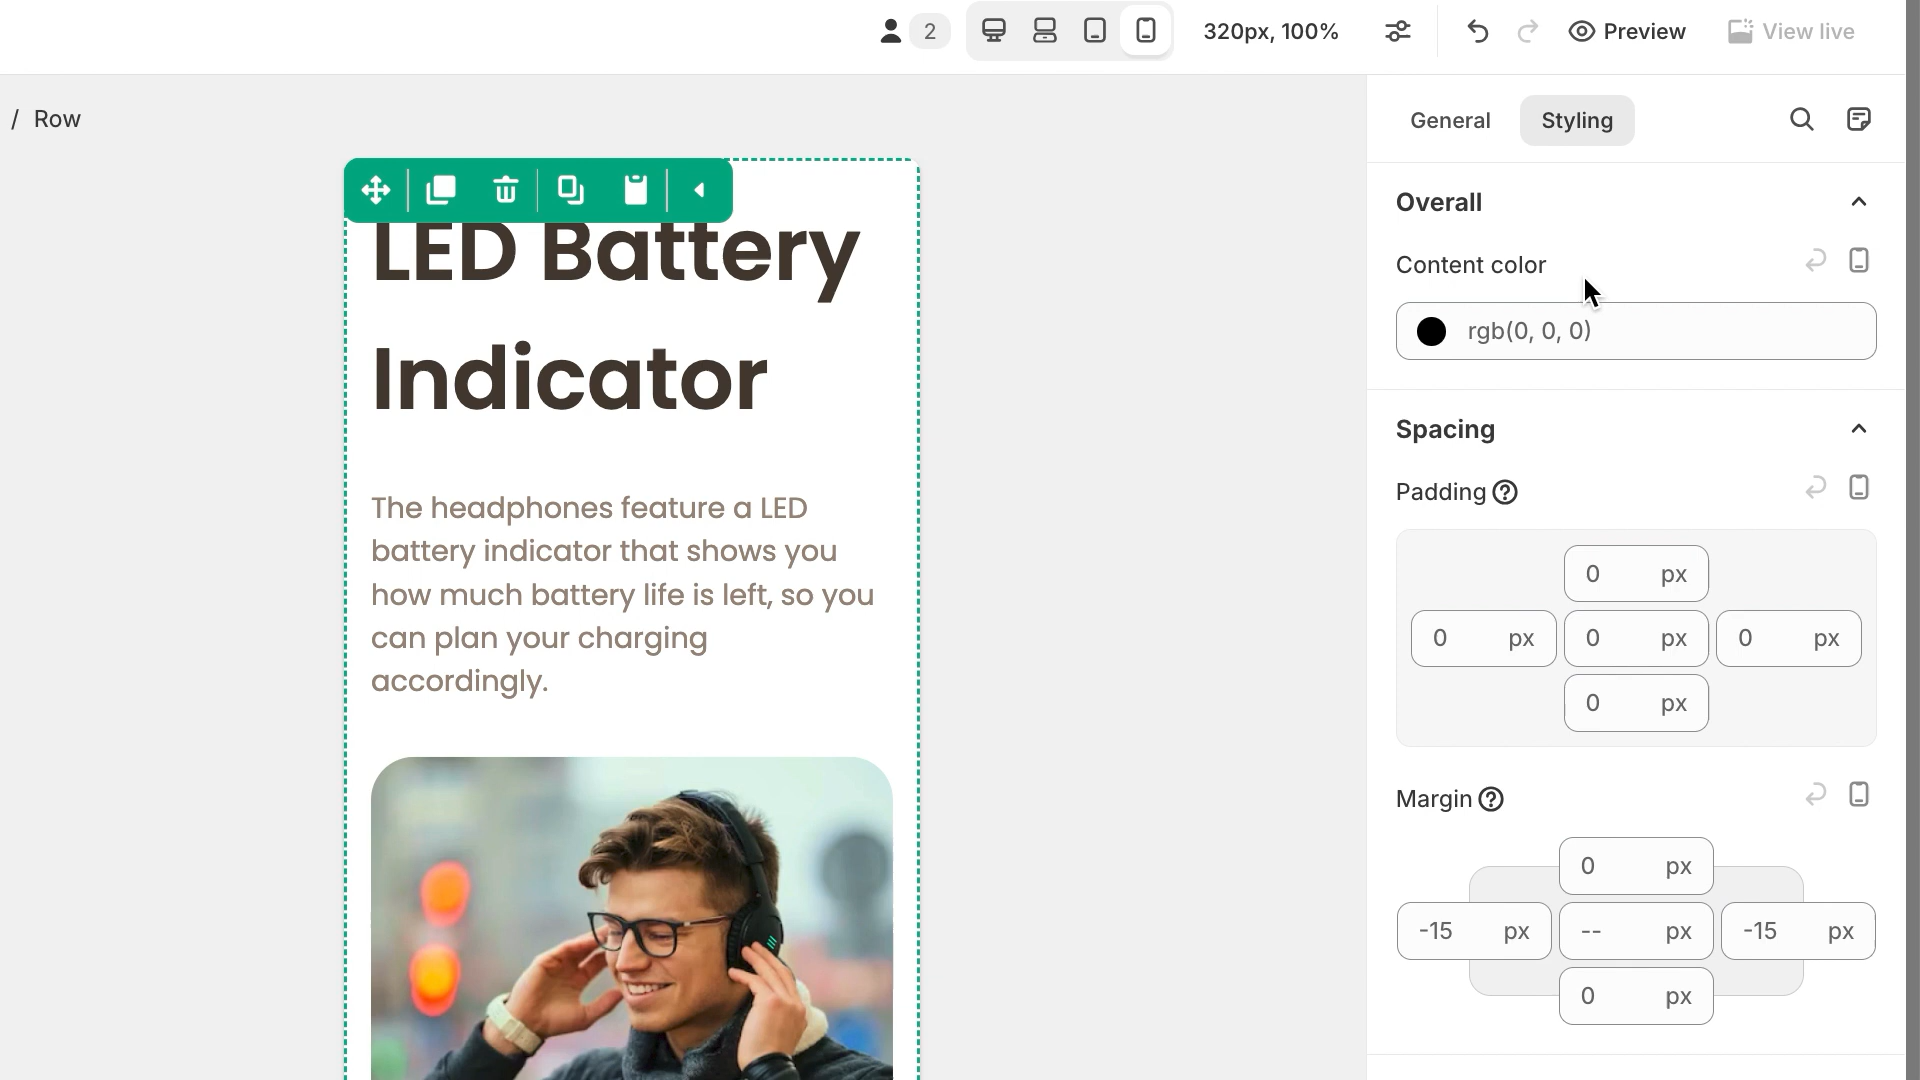 2
320px, 100%
Preview
View live
/ Row
General
Styling
LED Battery
Indicator
The headphones feature a LED
battery indicator that shows you
how much battery life is left, so you
can plan your charging
accordingly.
Overall
Content color
rgb(0, 0, 0)
Spacing
Padding
0 px
0 px 0 px 0 px
0 px
Margin
0 px
-15 px -- px -15 px
0 px